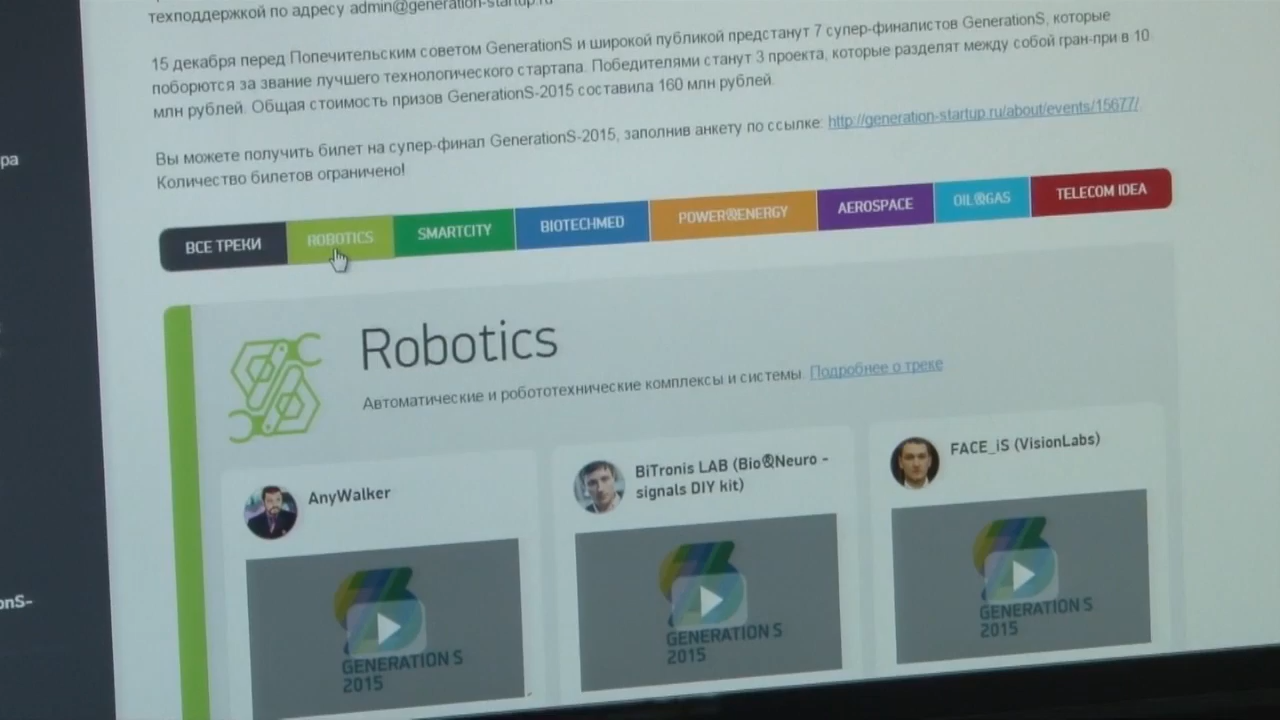 техподдержкой по адресу admin@generation-startup.ru
15 декабря перед Попечительским советом GenerationS и широкой публикой предстанут 7 супер-финалистов GenerationS, которые
поборются за звание лучшего технологического стартапа. Победителями станут 3 проекта, которые разделят между собой гран-при в 10
млн рублей. Общая стоимость призов GenerationS-2015 составила 160 млн рублей.
Вы можете получить билет на супер-финал GenerationS-2015, заполнив анкету по ссылке: http://generation-startup.ru/about/events/15677/
Количество билетов ограничено!
ВСЕ ТРЕКИ ROBOTICS SMARTCITY BIOTECHMED POWER&ENERGY AEROSPACE OIL&GAS TELECOM IDEA
Robotics
Автоматические и робототехнические комплексы и системы. Подробнее о треке
AnyWalker
BiTronis LAB (Bio&Neuro -
signals DIY kit)
FACE_iS (VisionLabs)
GENERATION S
2015
GENERATION S
2015
GENERATION S
2015